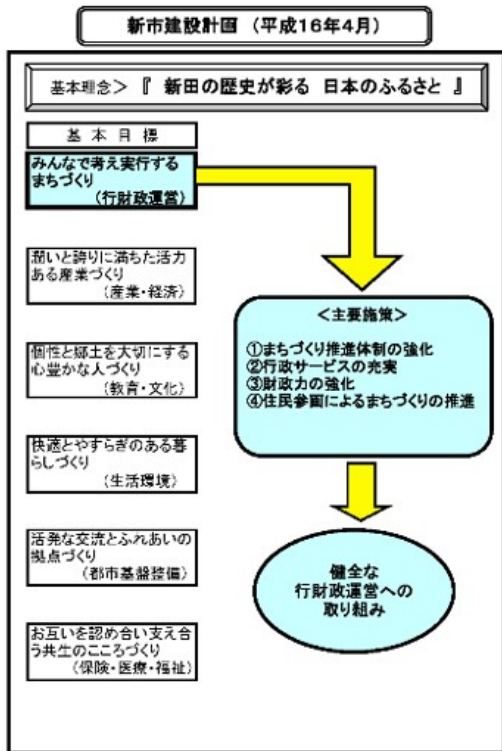 新市建設計画 （平成16年4月）
基本理念＞『 新田の歴史が彩る 日本のふるさと 』
基 本 目 標
みんなで考え実行する
まちづくり
（行財政運営）
潤いと誇りに満ちた活力
ある産業づくり
（産業・経済）
個性と郷土を大切にする
心豊かな人づくり
（教育・文化）
快適とやすらぎのある暮
らしづくり
（生活環境）
活発な交流とふれあいの
拠点づくり
（都市基盤整備）
お互いを認め合い支え合
う共生のこころづくり
（保険・医療・福祉）
＜主要施策＞
①まちづくり推進体制の強化
②行政サービスの充実
③財政力の強化
④住民参画によるまちづくりの推進
健全な
行財政運営への
取り組み